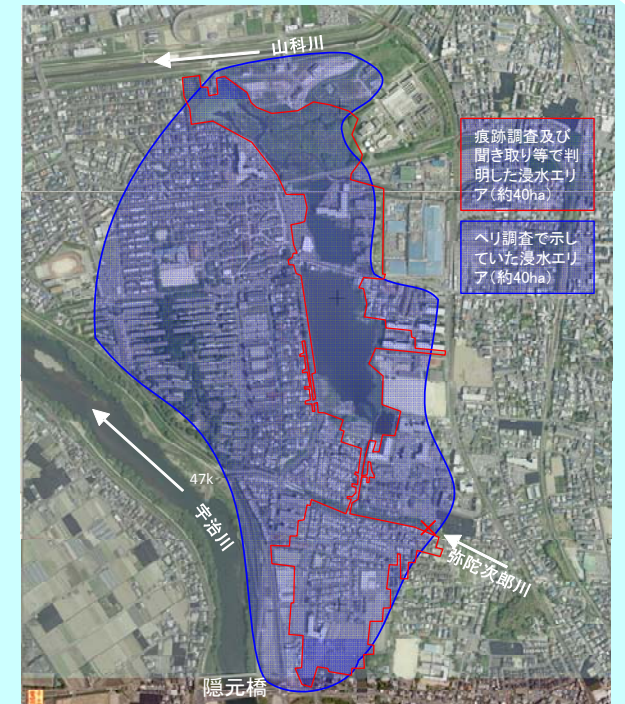 山科川
痕跡調査及び
聞き取り等で判
明した浸水エリ
ア（約40ha）
ヘリ調査で示し
ていた浸水エリ
ア（約40ha）
47k
宇治川
弥陀次郎川
隠元橋